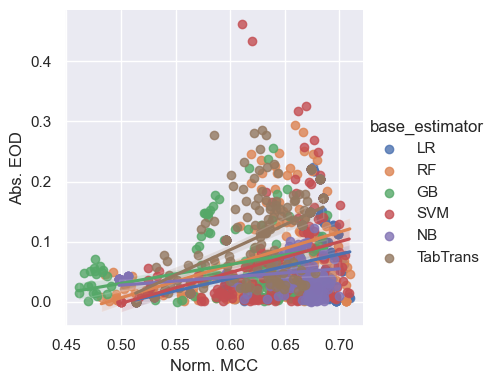 0.4
0.3
0.2
0.1
0.0
Abs. EOD
0.45 0.50 0.55 0.60 0.65 0.70
Norm. MCC
base_estimator
LR
RF
GB
SVM
NB
TabTrans